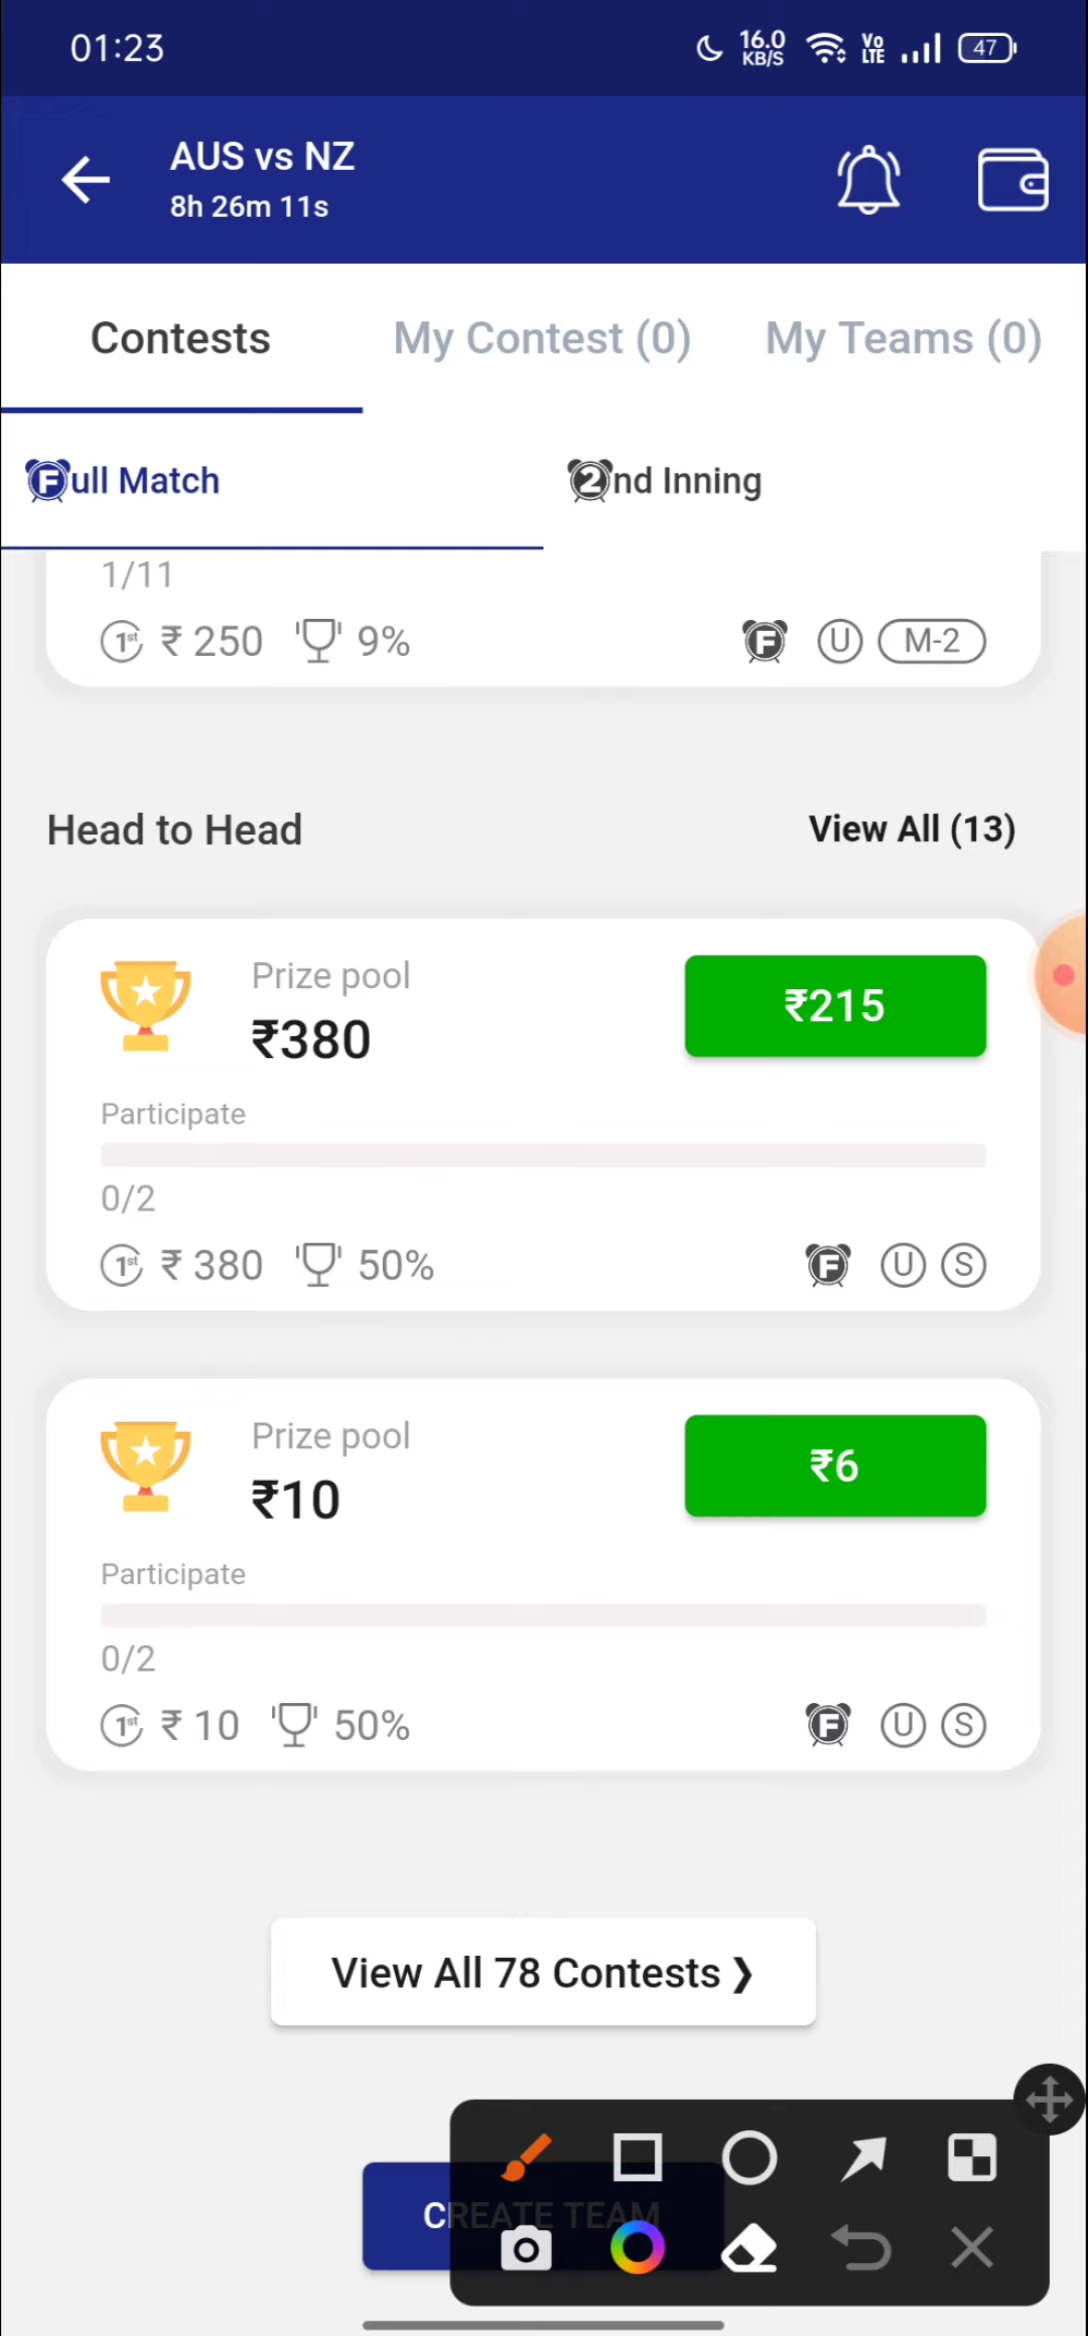 01:23
16.0 KB/S Vo LTE 47
AUS vs NZ
8h 26m 11s
Contests My Contest (0) My Teams (0)
Full Match 2nd Inning
1/11
1st ₹ 250 9% F U M-2
Head to Head View All (13)
Prize pool
₹380 ₹215
Participate
0/2
1st ₹ 380 50% F U S
Prize pool
₹10 ₹6
Participate
0/2
1st ₹ 10 50% F U S
View All 78 Contests ❯
CREATE TEAM